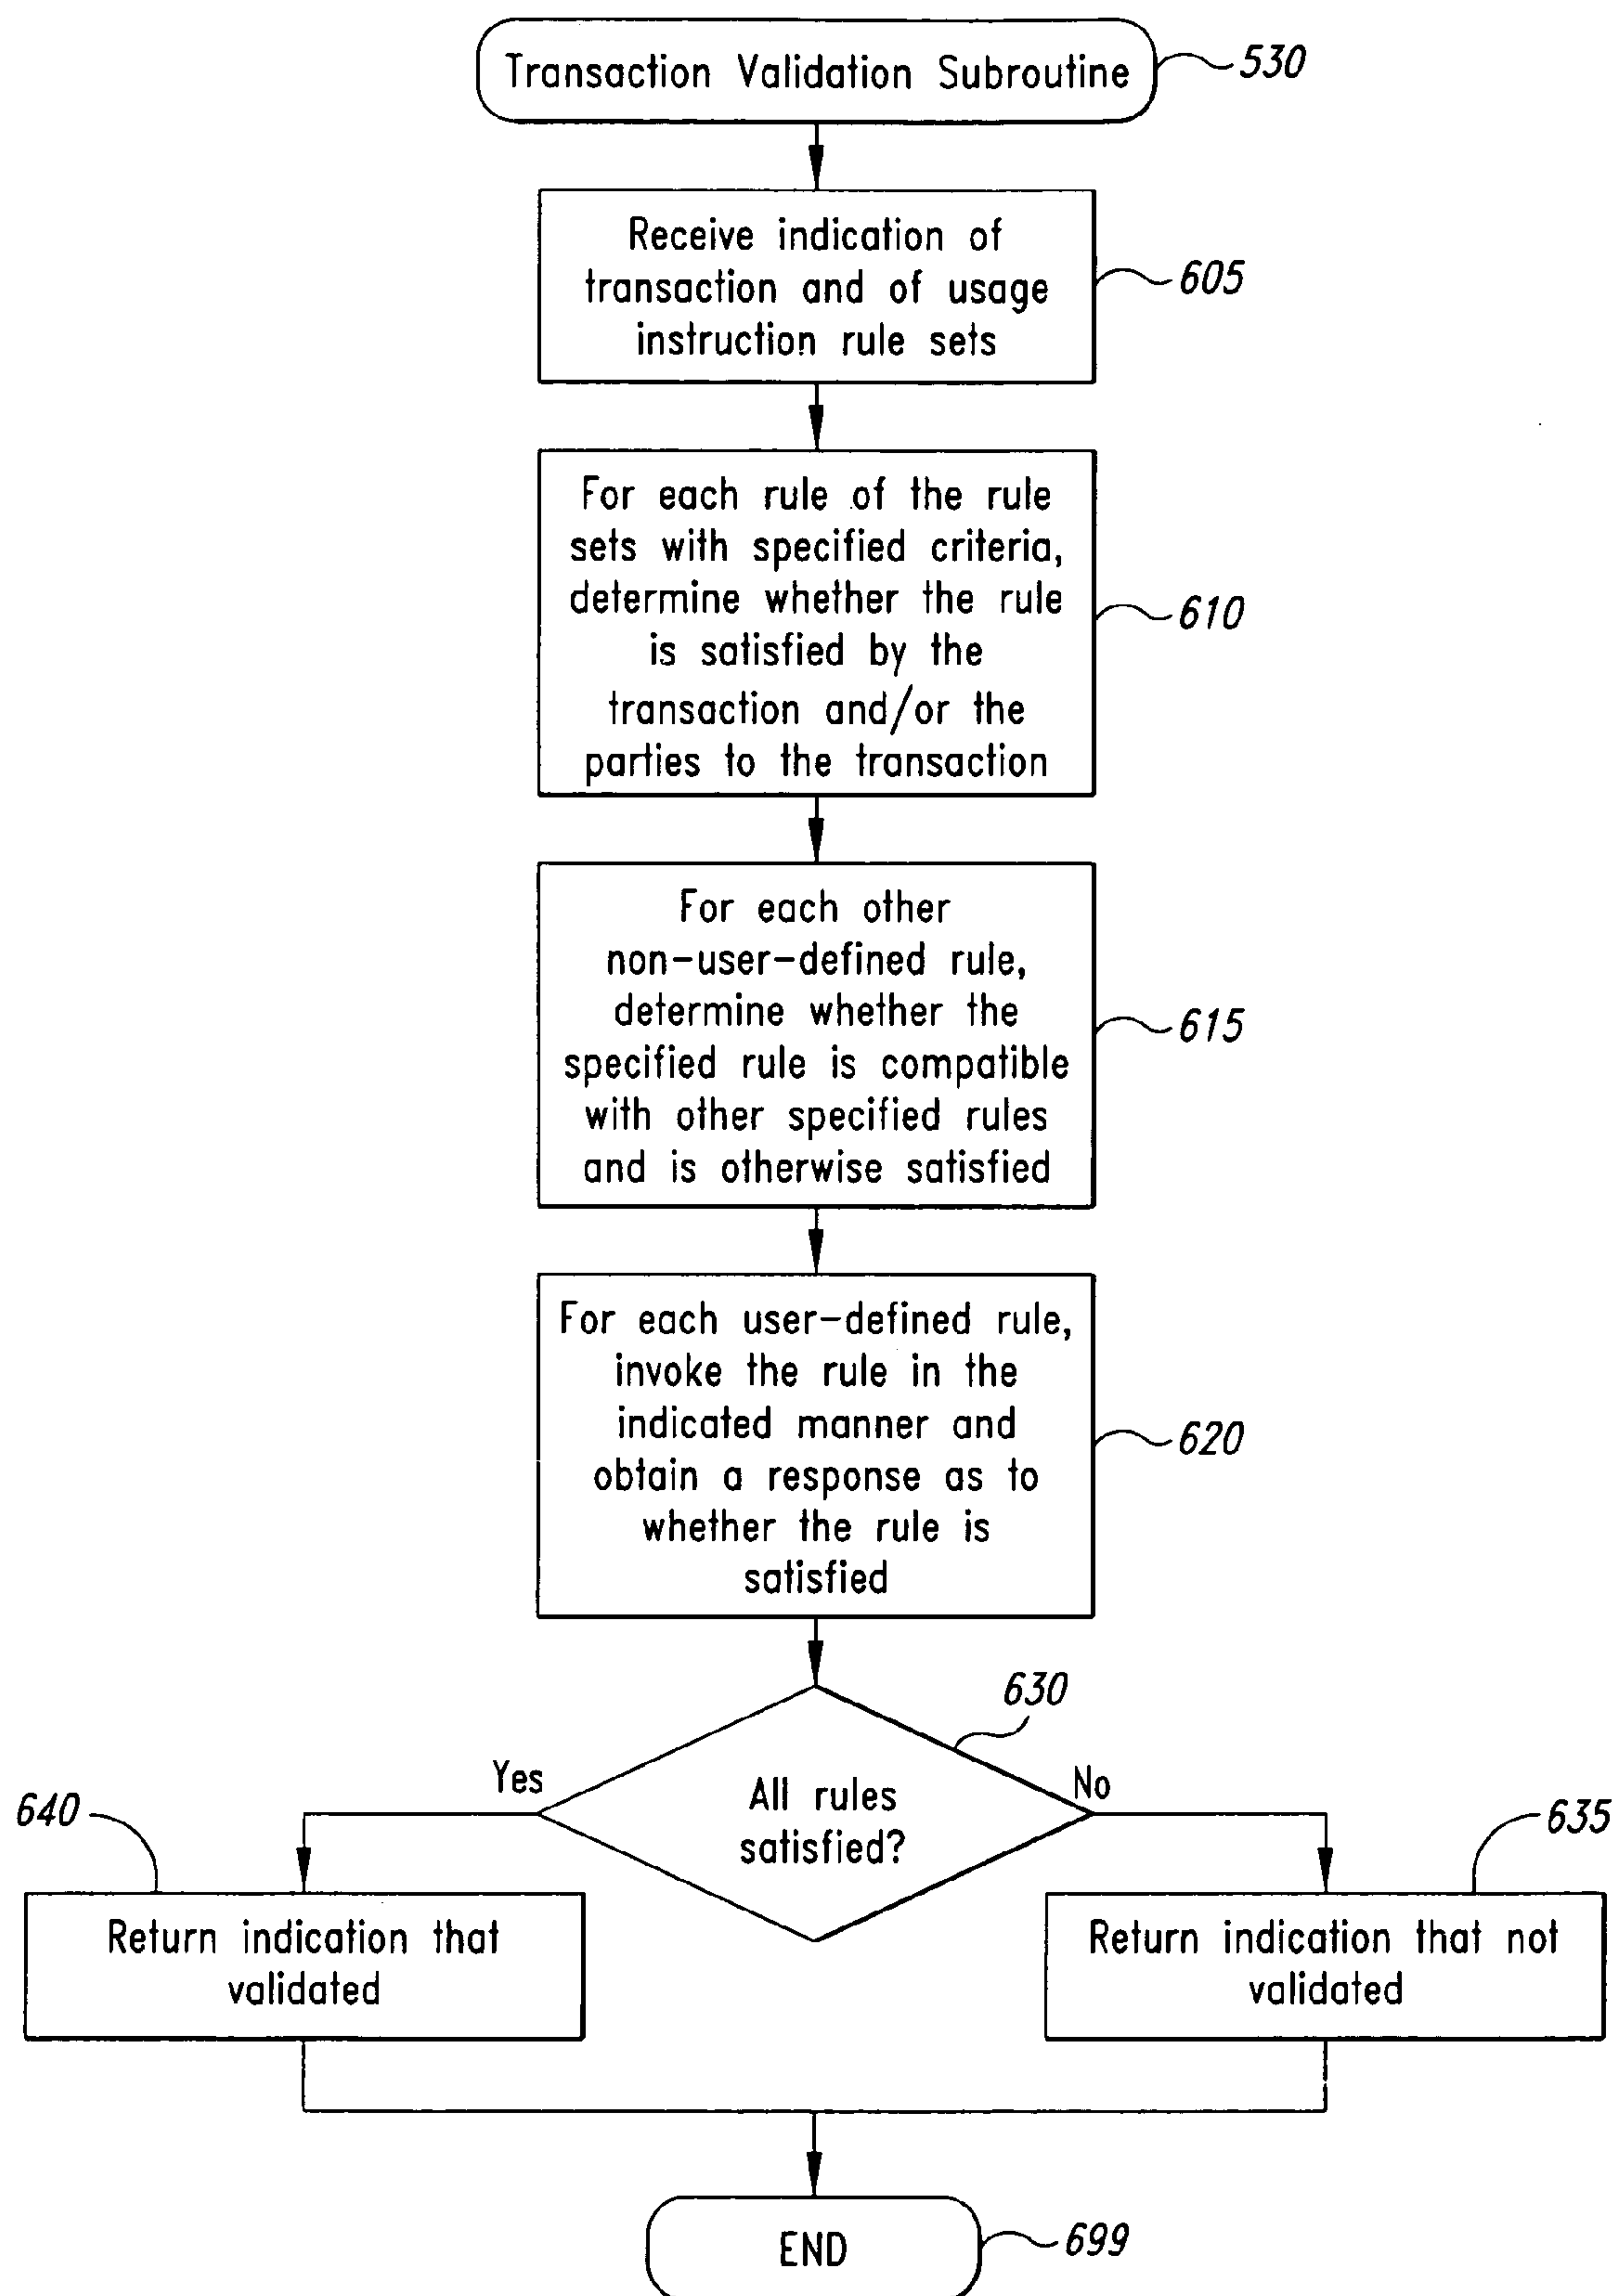 Transaction Validation Subroutine
530
Receive indication of
transaction and of usage
instruction rule sets
605
For each rule of the rule
sets with specified criteria,
determine whether the rule
is satisfied by the
transaction and/or the
parties to the transaction
610
For each other
non-user-defined rule,
determine whether the
specified rule is compatible
with other specified rules
and is otherwise satisfied
615
For each user-defined rule,
invoke the rule in the
indicated manner and
obtain a response as to
whether the rule is
satisfied
620
630
All rules
satisfied?
Yes
No
640
Return indication that
validated
635
Return indication that not
validated
END
699